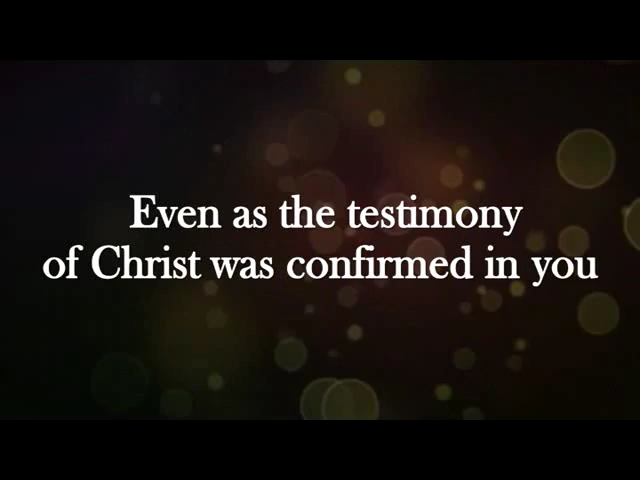 Even as the testimony
of Christ was confirmed in you